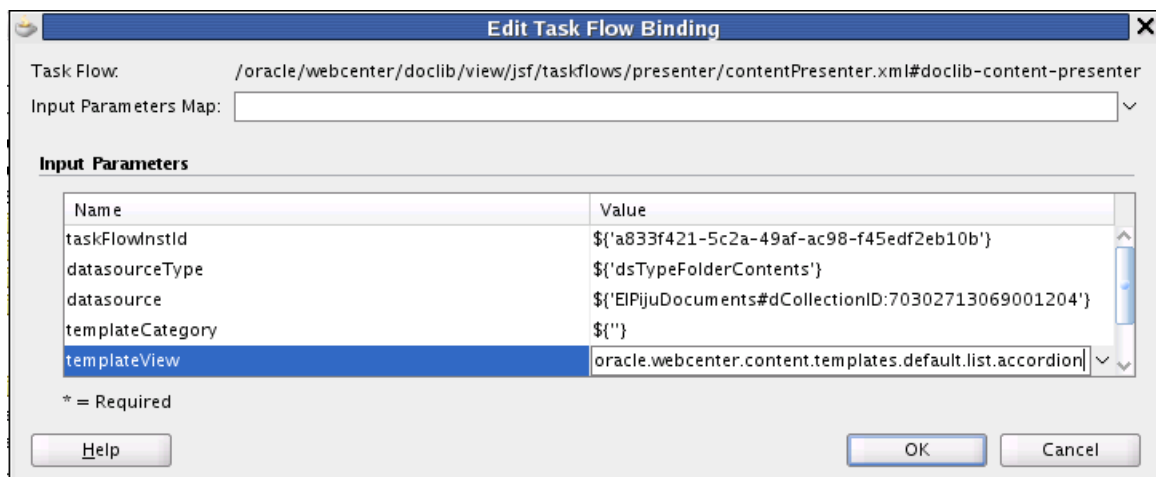 Edit Task Flow Binding
Task Flow: /oracle/webcenter/doclib/view/jsf/taskflows/presenter/contentPresenter.xml#doclib-content-presenter
Input Parameters Map:
Input Parameters
Name Value
taskFlowInstId ${'a833f421-5c2a-49af-ac98-f45edf2eb10b'}
datasourceType ${'dsTypeFolderContents'}
datasource ${'ElPijuDocuments#dCollectionID:70302713069001204'}
templateCategory ${''}
templateView oracle.webcenter.content.templates.default.list.accordion
* = Required
Help OK Cancel